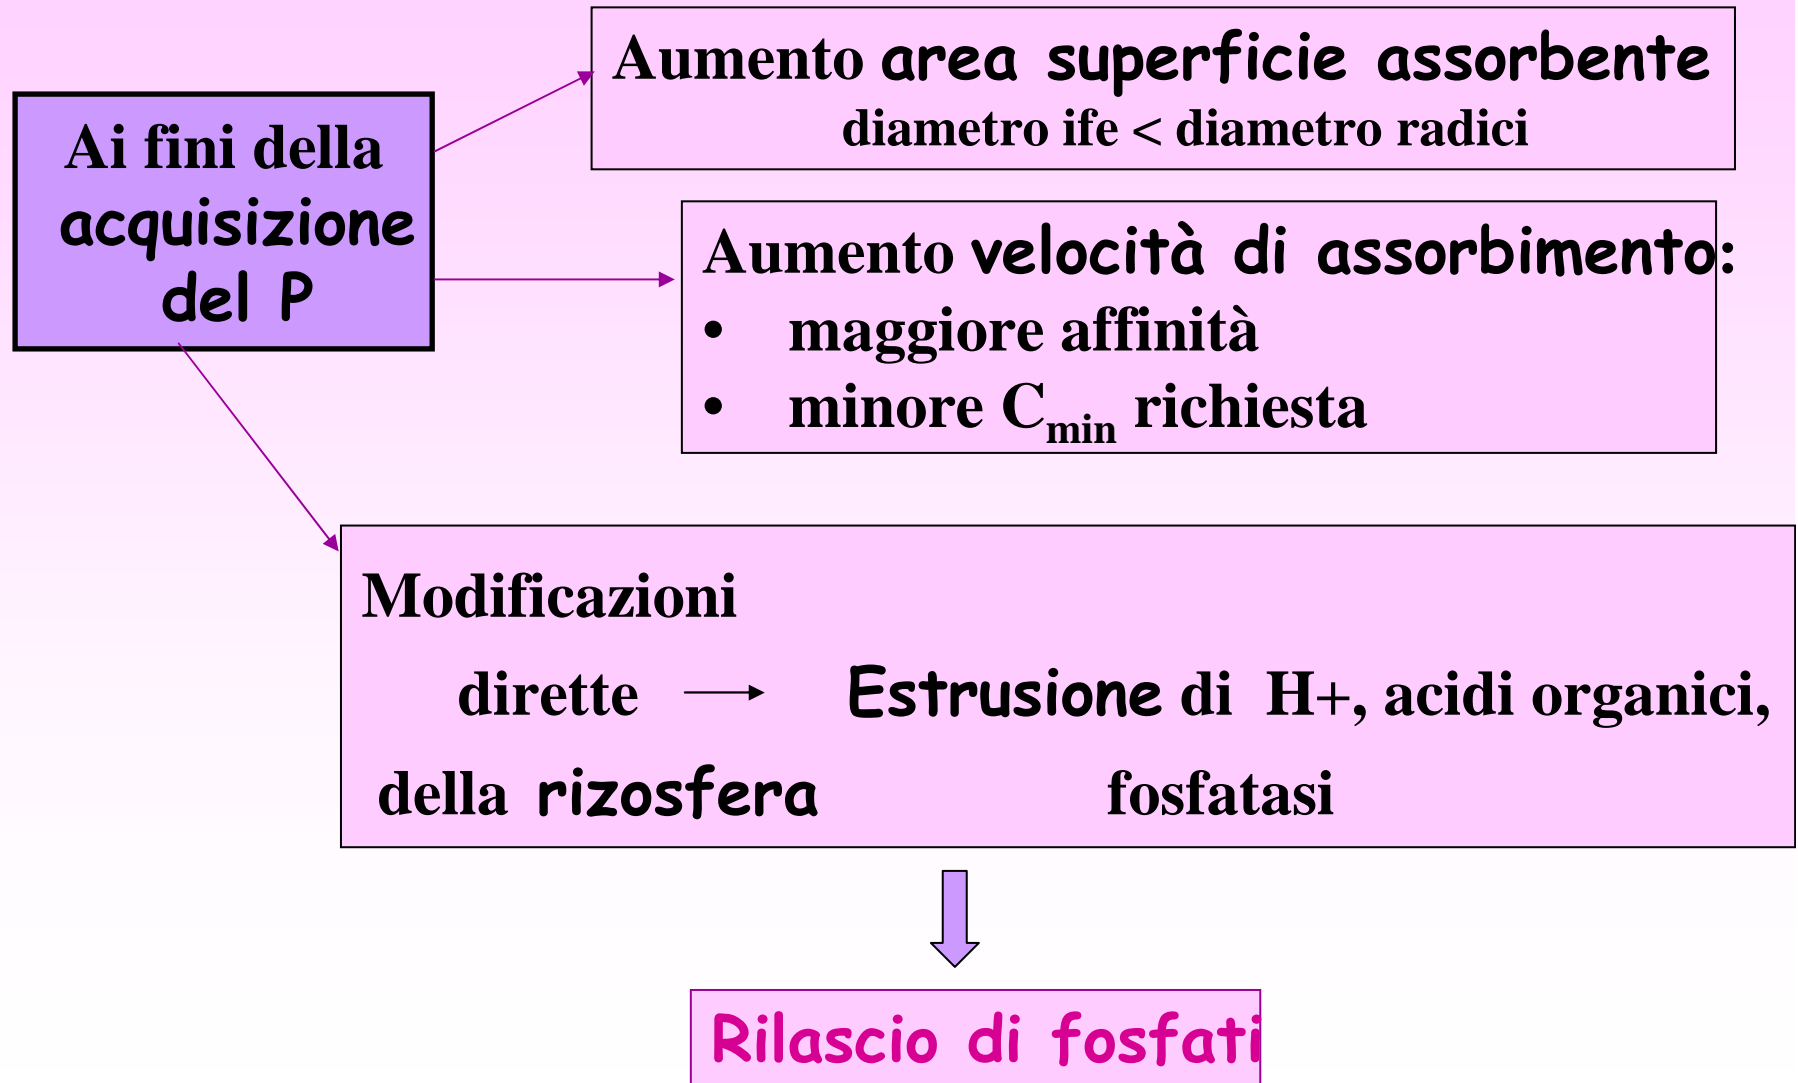 Ai fini della
acquisizione
del P
Aumento area superficie assorbente
diametro ife < diametro radici
Aumento velocità di assorbimento:
• maggiore affinità
• minore Cmin richiesta
Modificazioni
dirette Estrusione di H+, acidi organici,
della rizosfera fosfatasi
Rilascio di fosfati